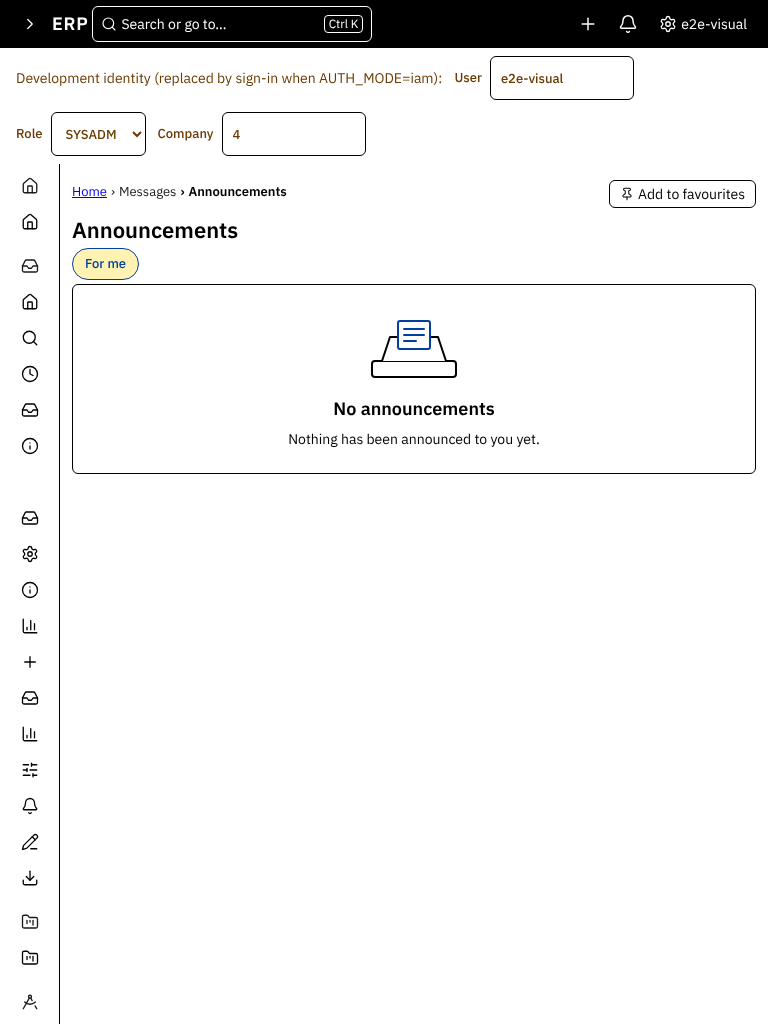 ERP
Search or go to...
Ctrl K
e2e-visual
Development identity (replaced by sign-in when AUTH_MODE=iam):
User
e2e-visual
Role
SYSADM
Company
4
Home › Messages › Announcements
Add to favourites
Announcements
For me
No announcements
Nothing has been announced to you yet.